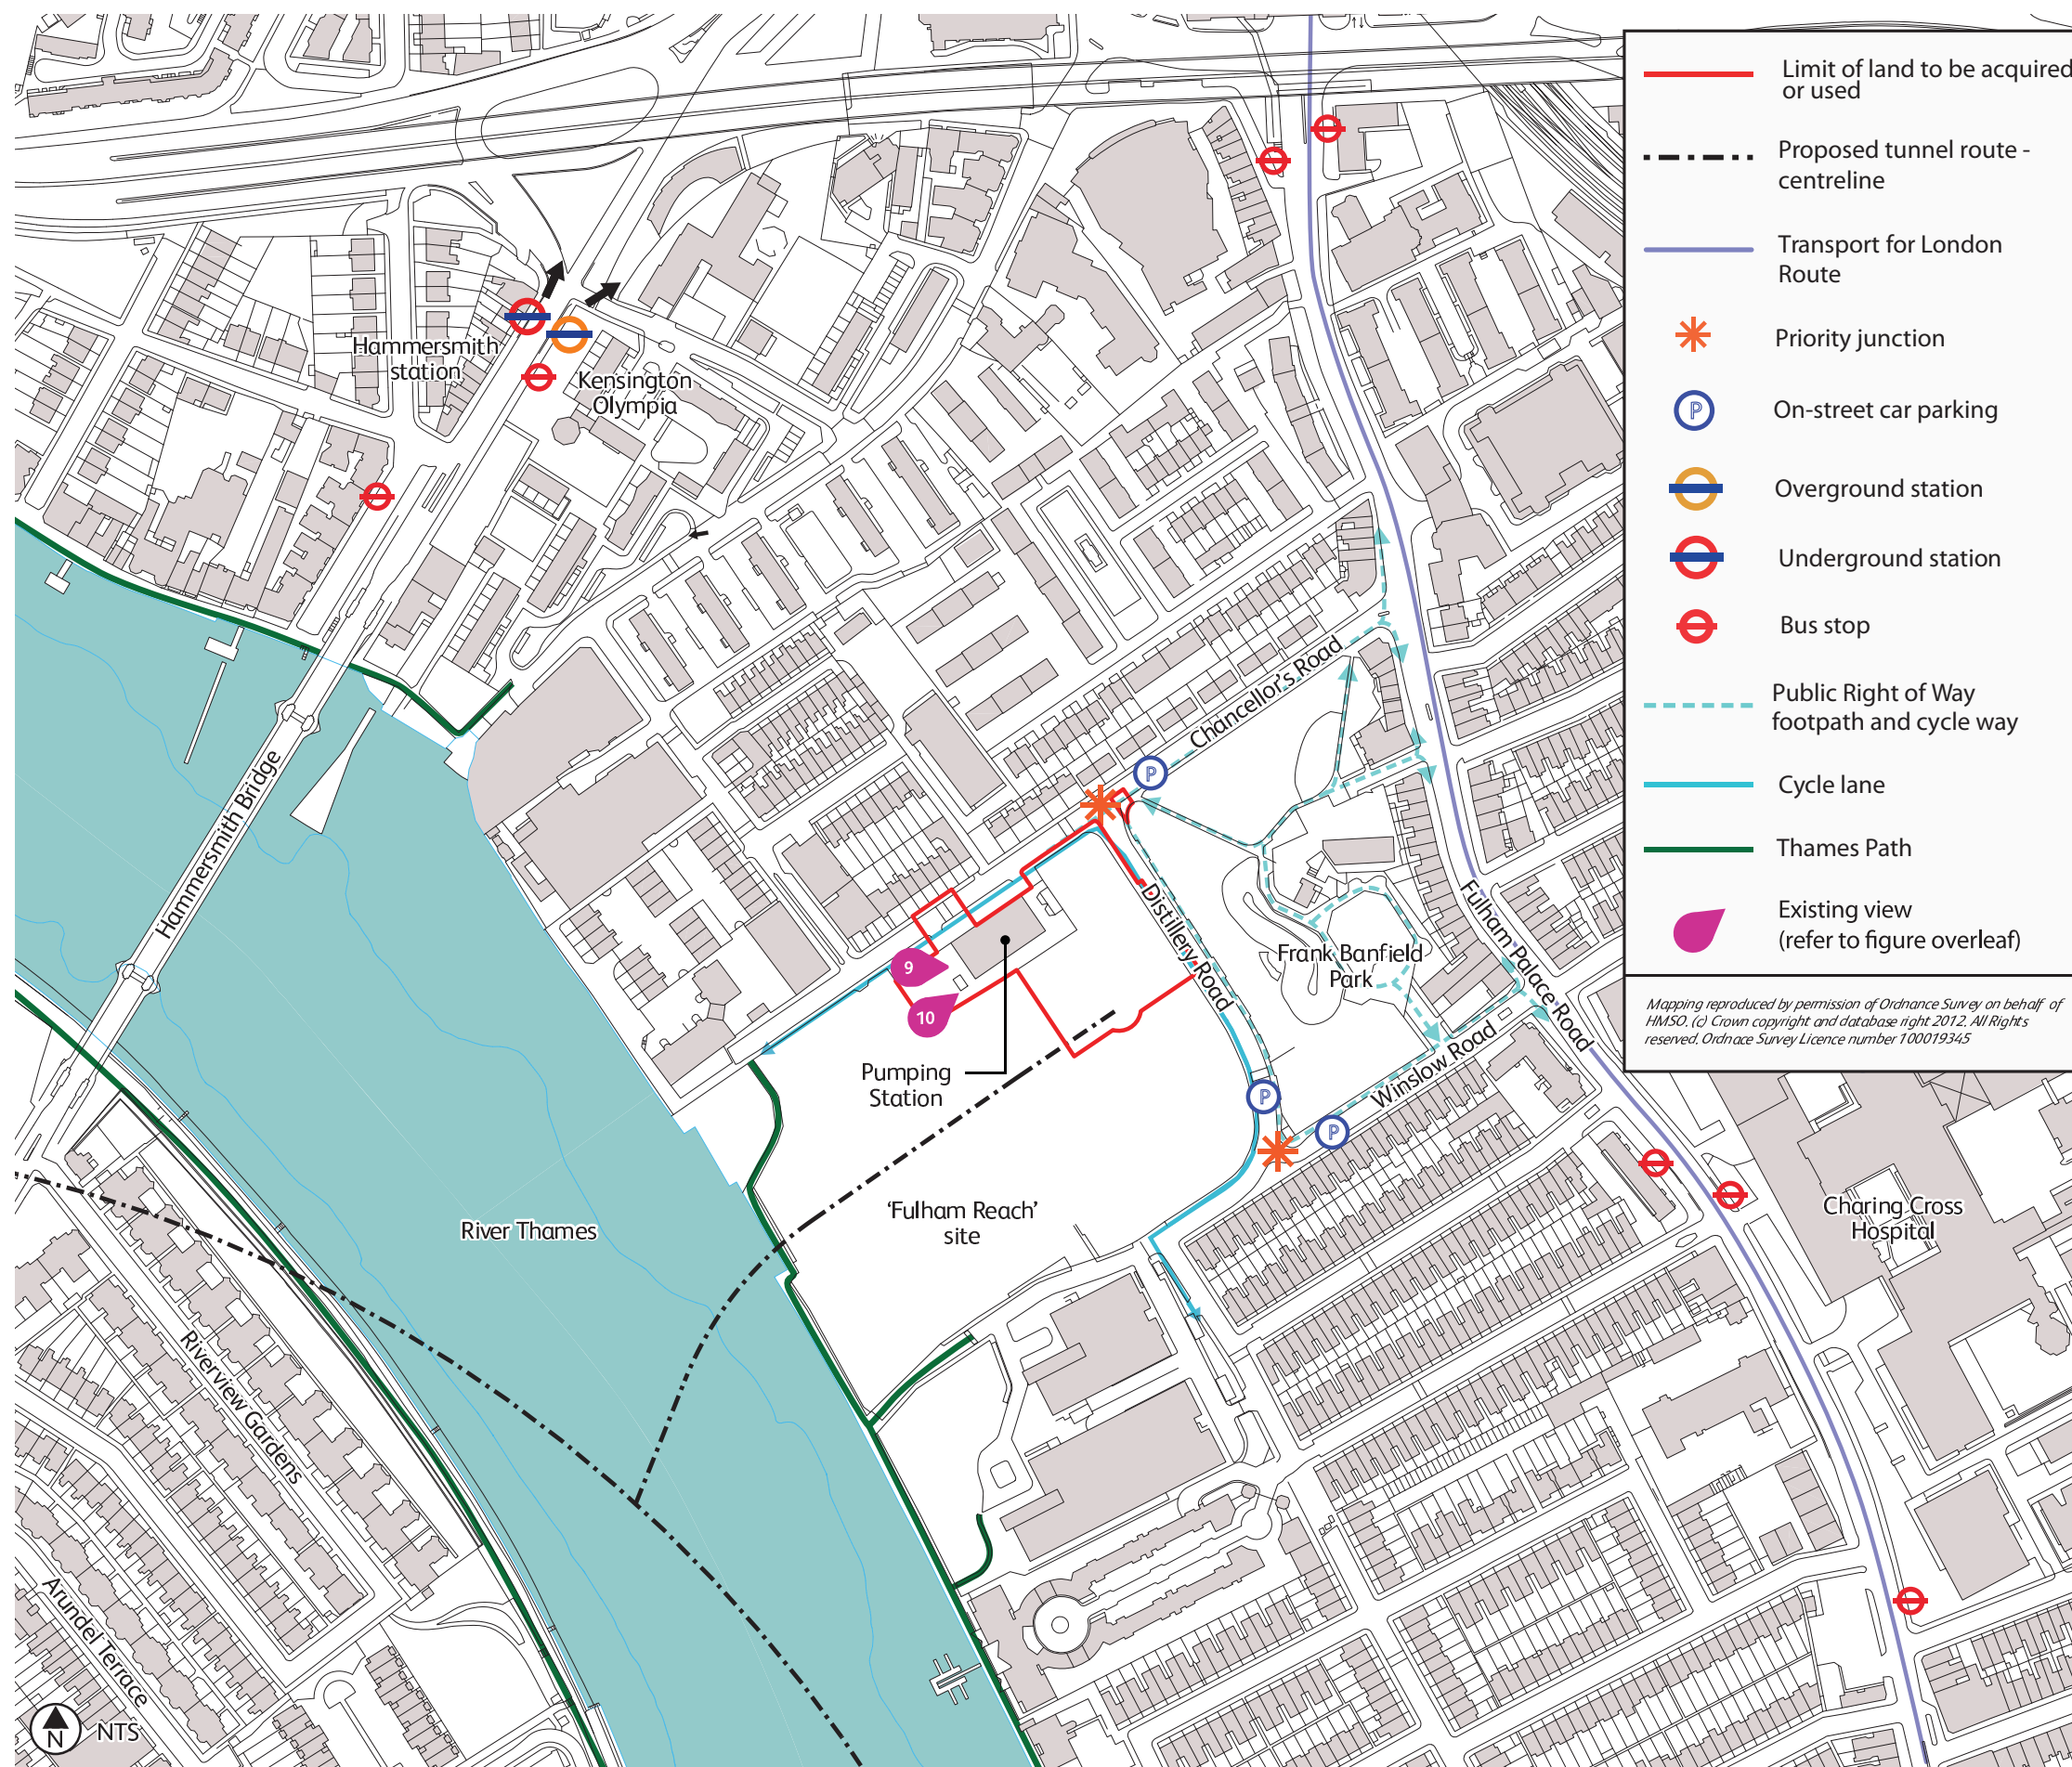 Limit of land to be acquired
or used
Proposed tunnel route -
centreline
Transport for London
Route
Priority junction
P
On-street car parking
Overground station
Underground station
Bus stop
Public Right of Way
footpath and cycle way
Cycle lane
Thames Path
Existing view
(refer to figure overleaf)
Mapping reproduced by permission of Ordnance Survey on behalf of
HMSO. (c) Crown copyright and database right 2012. All Rights
reserved. Ordnace Survey Licence number 100019345
Hammersmith
station
Kensington
Olympia
Hammersmith Bridge
Chancellor's Road
P
Distillery Road
Frank Banfield
Park
Fulham Palace Road
9
10
Pumping
Station
Winslow Road
P
P
'Fulham Reach'
site
River Thames
Charing Cross
Hospital
Riverview Gardens
Arundel Terrace
N
NTS